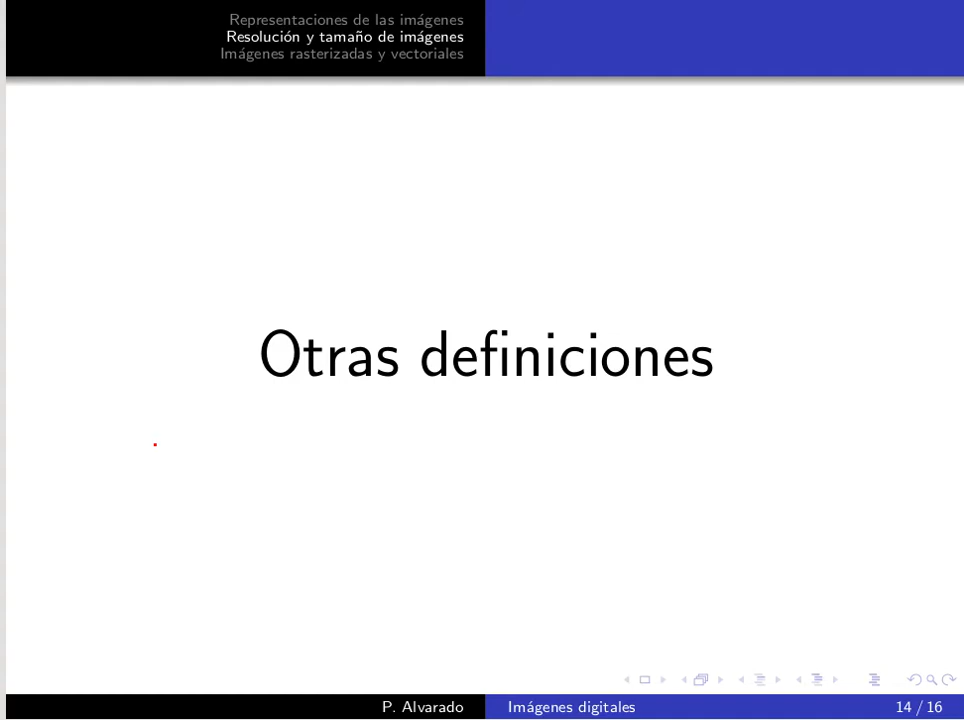 Representaciones de las imágenes
Resolución y tamaño de imágenes
Imágenes rasterizadas y vectoriales
Otras definiciones
P. Alvarado
Imágenes digitales
14 / 16